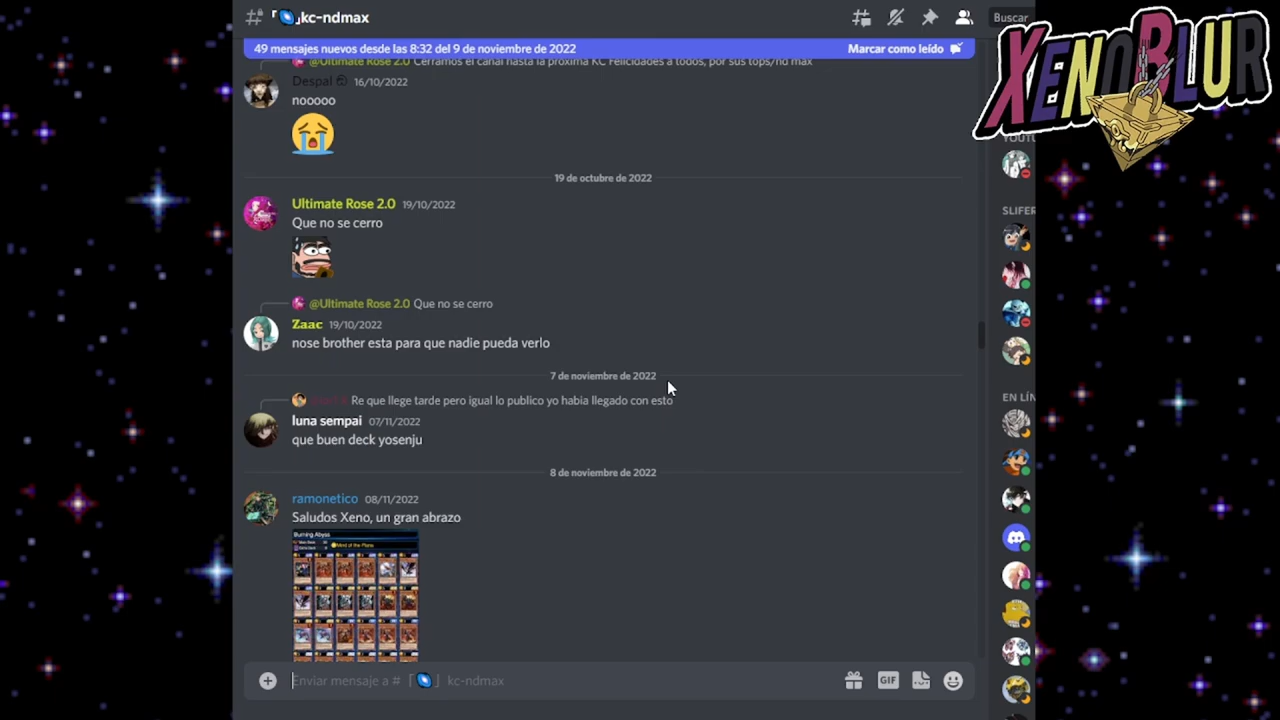 kc-ndmax
Buscar
XENOBLUR
49 mensajes nuevos desde las 8:32 del 9 de noviembre de 2022
Marcar como leído
@Ultimate Rose 2.0 Cerramos el canal hasta la proxima KC Felicidades a todos, por sus tops/nd max
Despal 16/10/2022
nooooo
19 de octubre de 2022
Ultimate Rose 2.0 19/10/2022
Que no se cerro
@Ultimate Rose 2.0 Que no se cerro
Zaac 19/10/2022
nose brother esta para que nadie pueda verlo
7 de noviembre de 2022
Re que llege tarde pero igual lo publico yo habia llegado con esto
luna sempai 07/11/2022
que buen deck yosenju
8 de noviembre de 2022
ramonetico 08/11/2022
Saludos Xeno, un gran abrazo
Burning Abyss
YOUTU
SLIFER
EN LÍN
Enviar mensaje a #
kc-ndmax
GIF